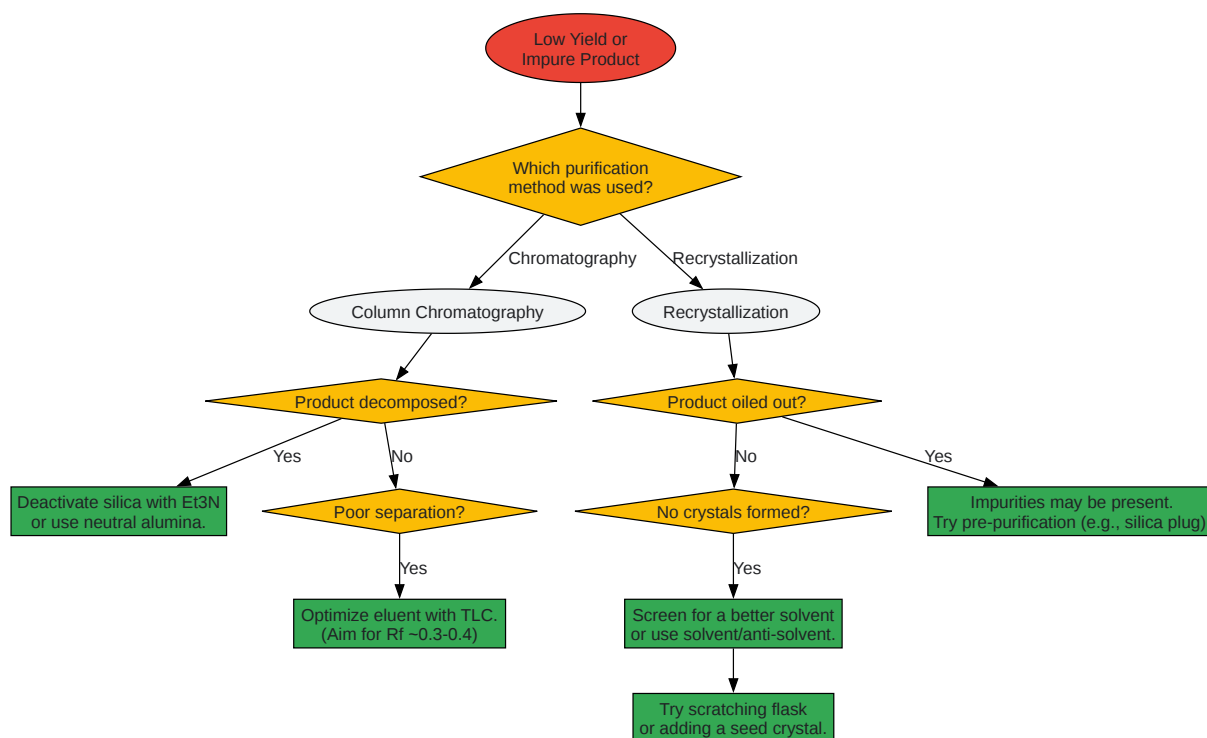 Low Yield or
Impure Product
Which purification
method was used?
Chromatography
Recrystallization
Column Chromatography
Recrystallization
Product decomposed?
Product oiled out?
Yes
No
No
Yes
Deactivate silica with Et3N
or use neutral alumina.
Poor separation?
No crystals formed?
Impurities may be present.
Try pre-purification (e.g., silica plug)
Yes
Yes
Optimize eluent with TLC.
(Aim for Rf ~0.3-0.4)
Screen for a better solvent
or use solvent/anti-solvent.
Try scratching flask
or adding a seed crystal.